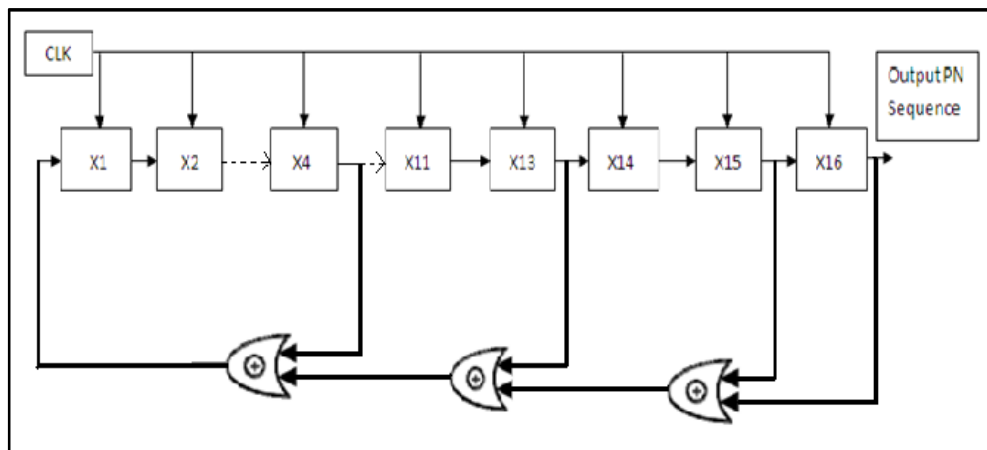 CLK
Output PN
Sequence
X1
X2
X4
X11
X13
X14
X15
X16
+
+
+